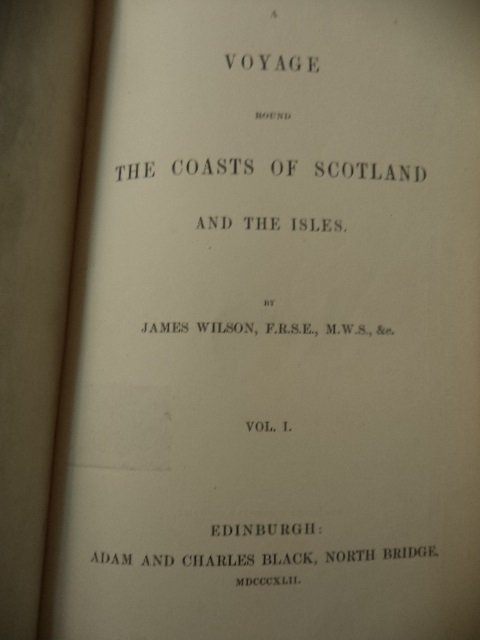 A
VOYAGE
ROUND
THE COASTS OF SCOTLAND
AND THE ISLES.
BY
JAMES WILSON, F.R.S.E., M.W.S., &c.
VOL. I.
EDINBURGH:
ADAM AND CHARLES BLACK, NORTH BRIDGE.
MDCCCXLII.